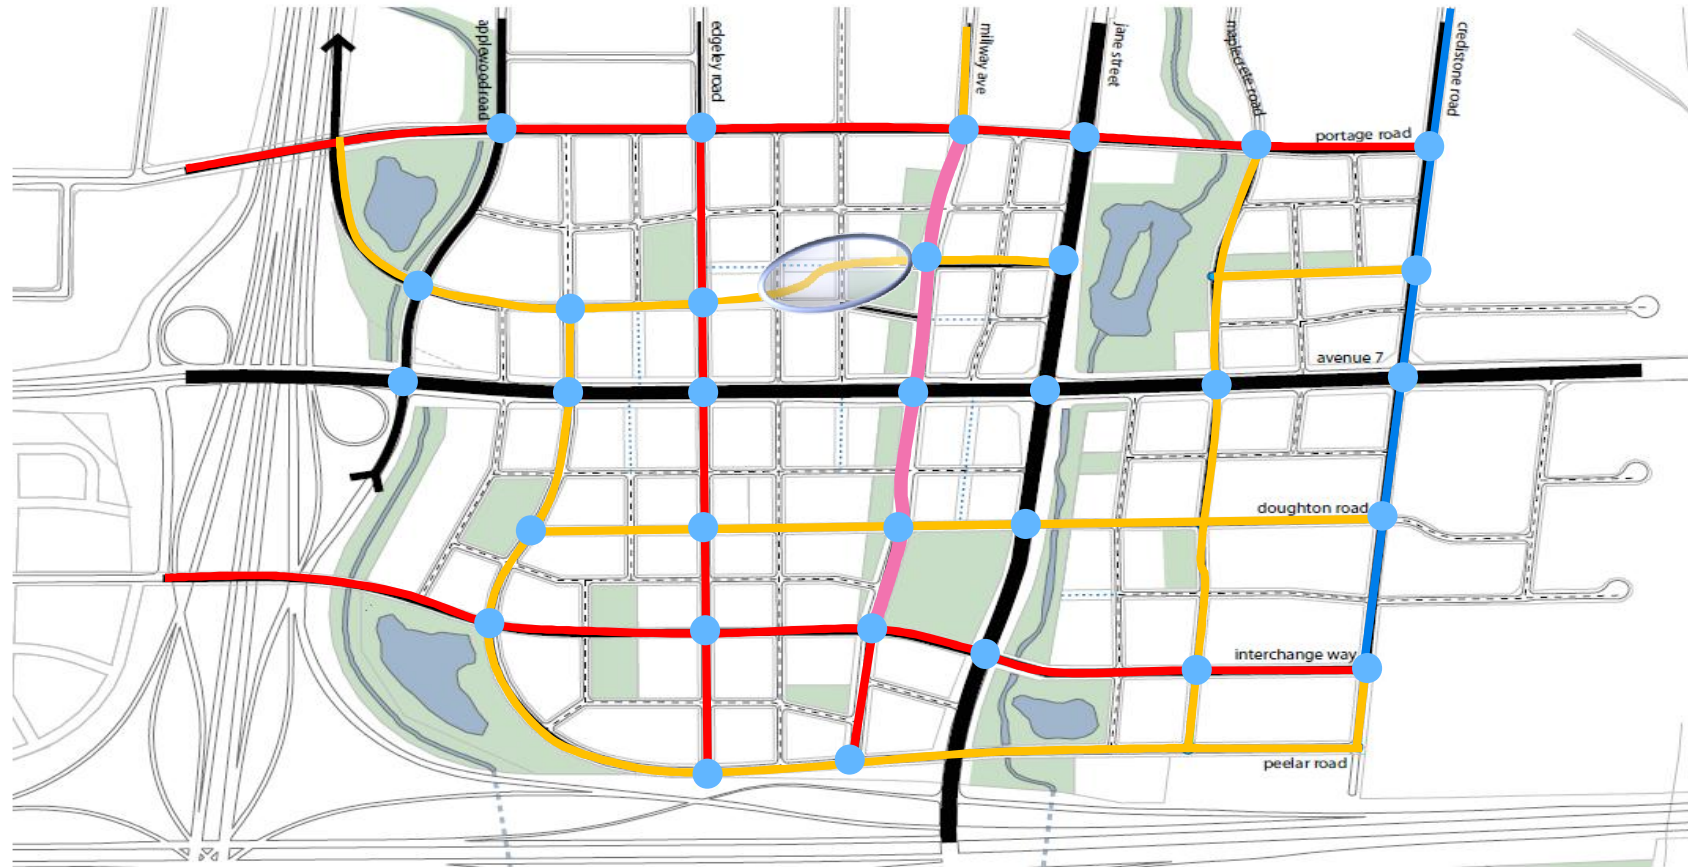 applewood road
edgeley road
millway ave
jane street
maplecrete road
creditstone road
portage road
avenue 7
doughton road
interchange way
peelar road